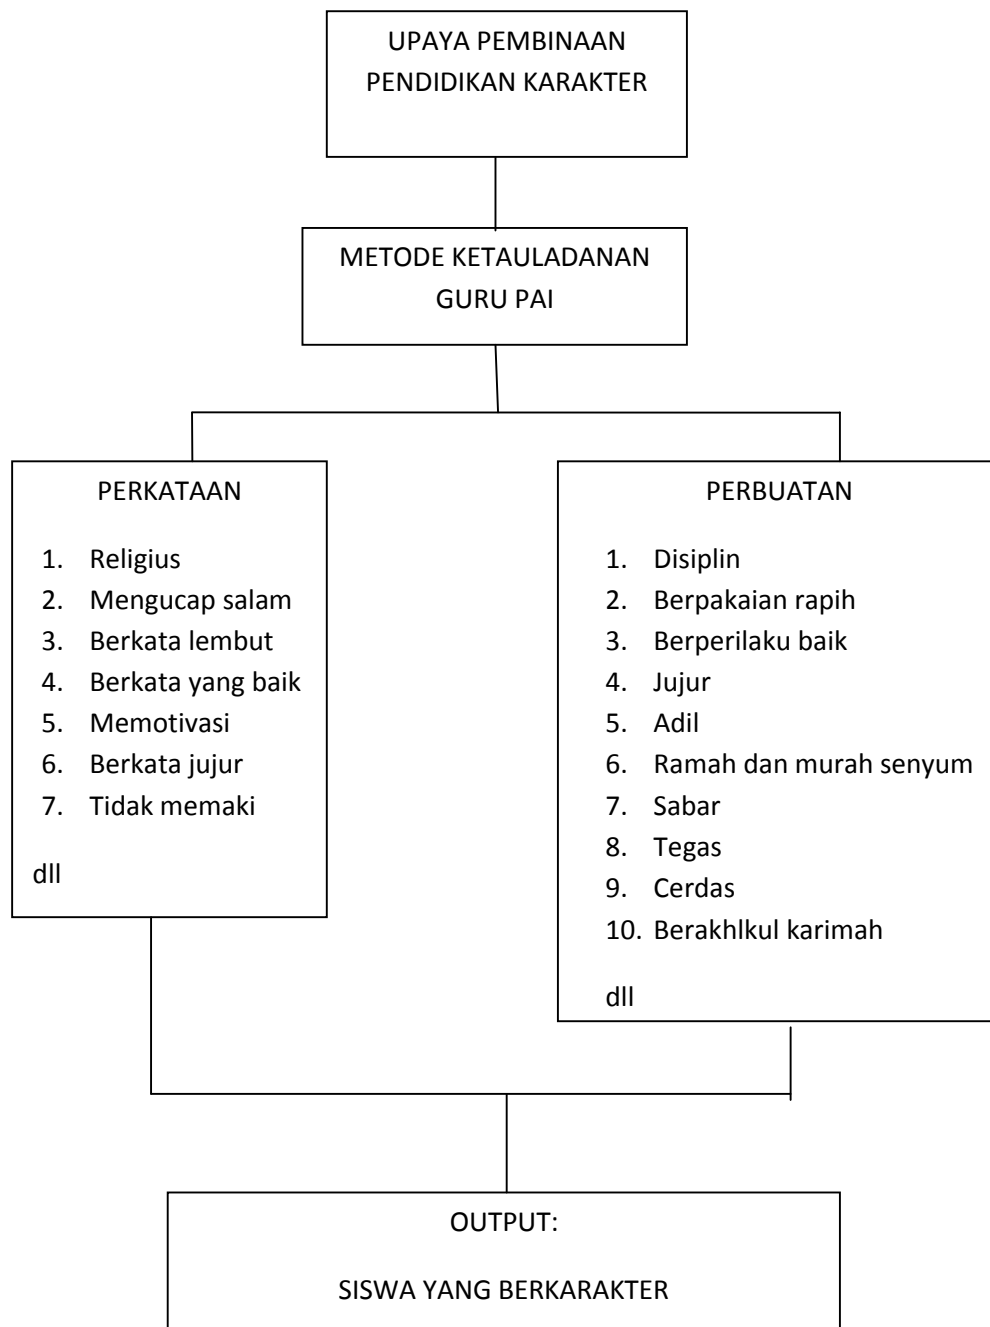 UPAYA PEMBINAAN
PENDIDIKAN KARAKTER
METODE KETAULADANAN
GURU PAI
PERKATAAN
1. Religius
2. Mengucap salam
3. Berkata lembut
4. Berkata yang baik
5. Memotivasi
6. Berkata jujur
7. Tidak memaki
dll
PERBUATAN
1. Disiplin
2. Berpakaian rapih
3. Berperilaku baik
4. Jujur
5. Adil
6. Ramah dan murah senyum
7. Sabar
8. Tegas
9. Cerdas
10. Berakhlkul karimah
dll
OUTPUT:
SISWA YANG BERKARAKTER